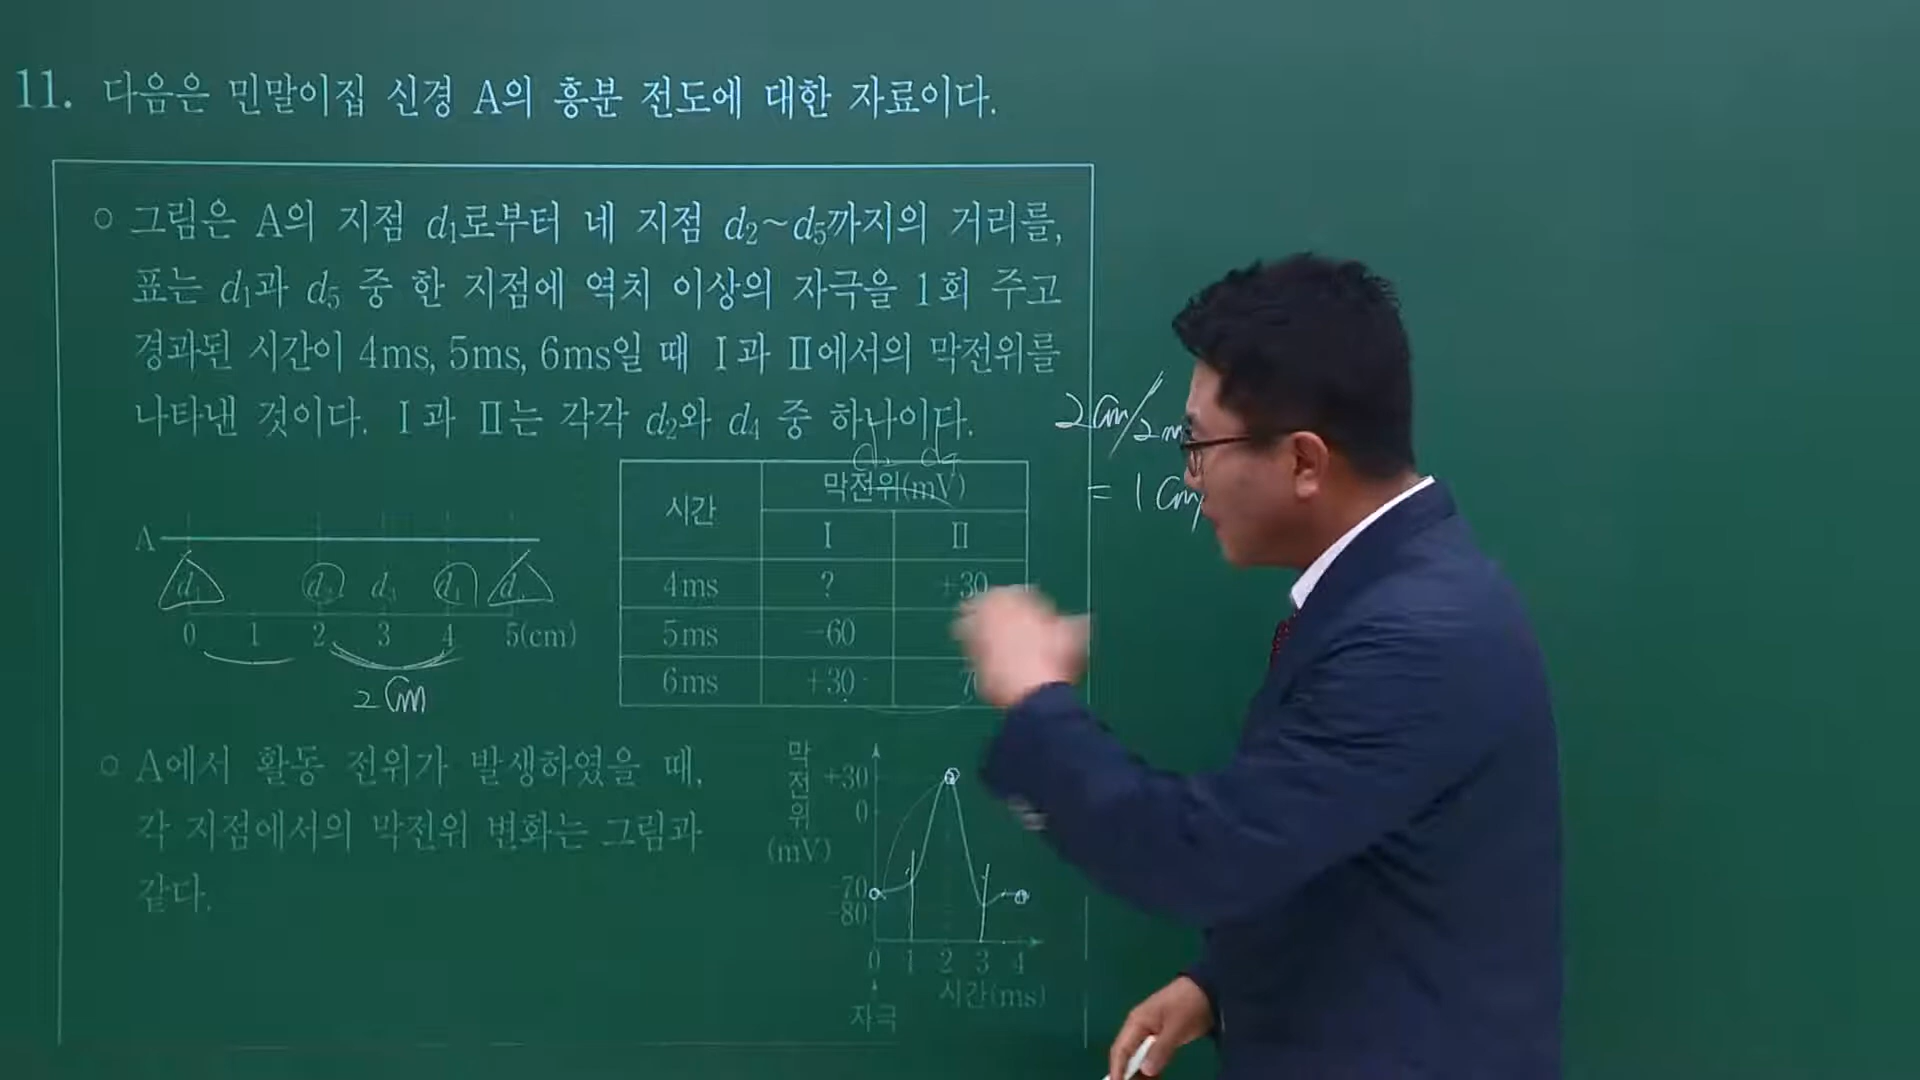 11. 다음은 민말이집 신경 A의 흥분 전도에 대한 자료이다.
○ 그림은 A의 지점 d1로부터 네 지점 d2~d5까지의 거리를,
표는 d1과 d5 중 한 지점에 역치 이상의 자극을 1회 주고
경과된 시간이 4ms, 5ms, 6ms일 때 Ⅰ과 Ⅱ에서의 막전위를
나타낸 것이다. Ⅰ과 Ⅱ는 각각 d2와 d4 중 하나이다.
2cm/2m
= 1 cm/
d2 d4
시간 막전위(mV)
Ⅰ Ⅱ
4ms ? +30
5ms -60
6ms +30
A
d1 d2 d3 d4 d5
0 1 2 3 4 5(cm)
2cm
○ A에서 활동 전위가 발생하였을 때,
각 지점에서의 막전위 변화는 그림과
같다.
막전위(mV)
+30
0
-70
-80
0 1 2 3 4
시간(ms)
자극